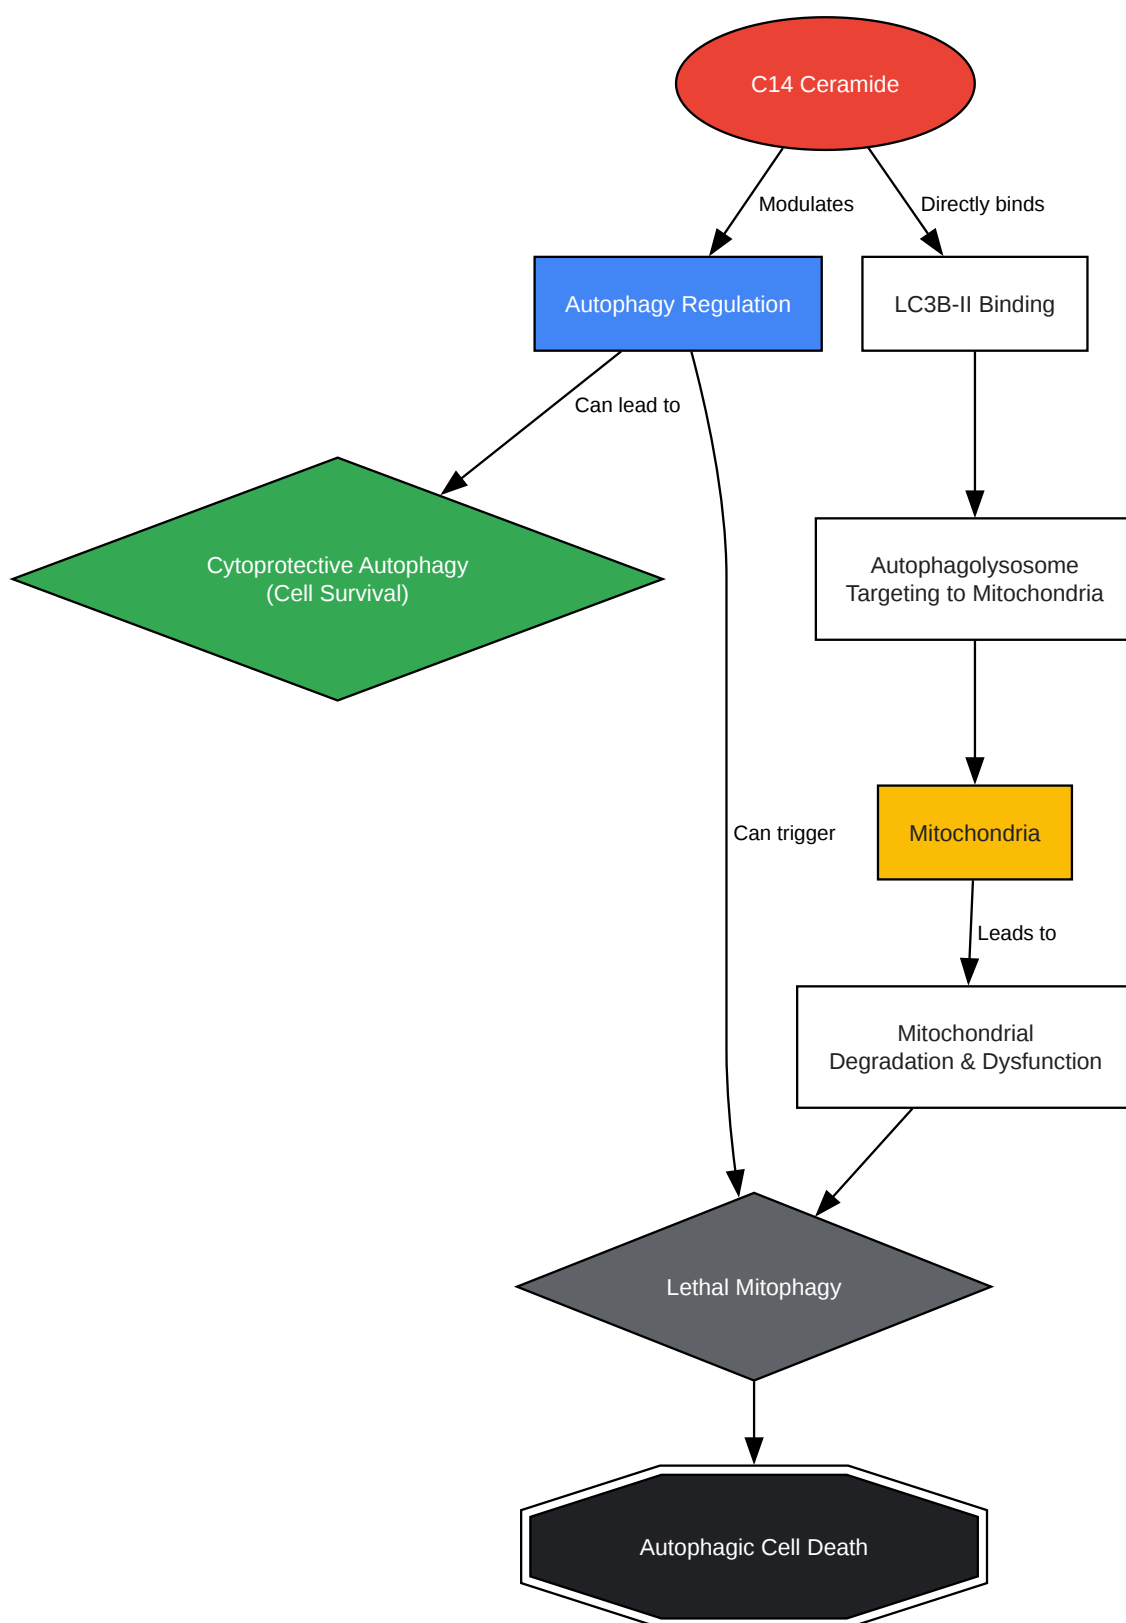 C14 Ceramide
Modulates
Directly binds
Autophagy Regulation
LC3B-II Binding
Can lead to
Cytoprotective Autophagy
(Cell Survival)
Autophagolysosome
Targeting to Mitochondria
Can trigger
Mitochondria
Leads to
Mitochondrial
Degradation & Dysfunction
Lethal Mitophagy
Autophagic Cell Death